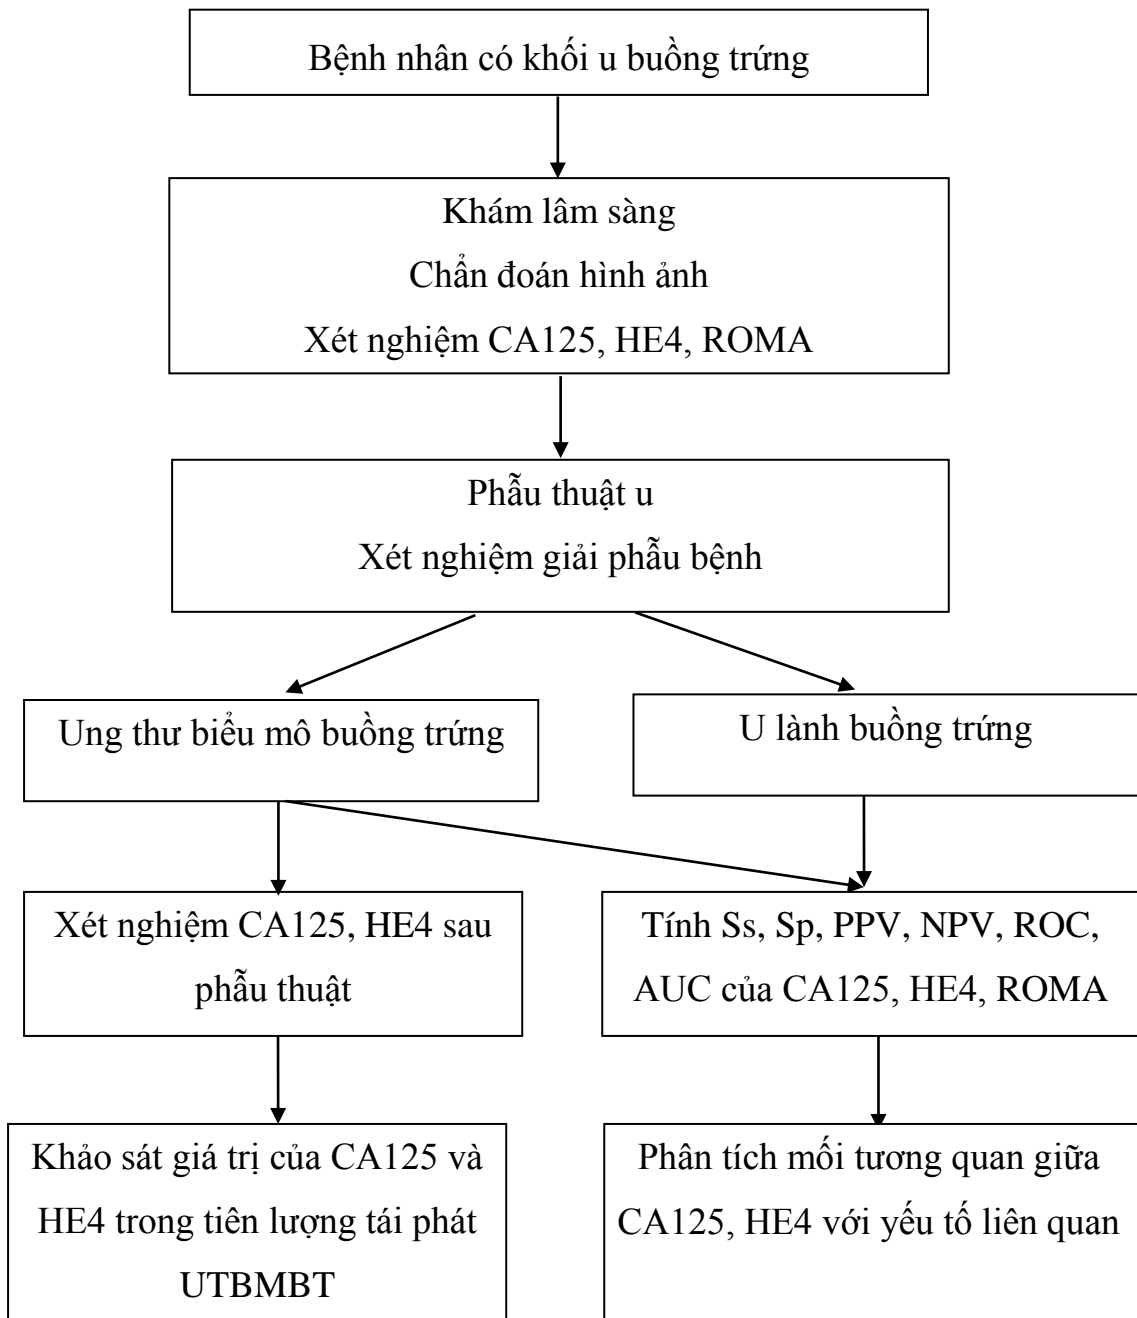 Bệnh nhân có khối u buồng trứng
Khám lâm sàng
Chẩn đoán hình ảnh
Xét nghiệm CA125, HE4, ROMA
Phẫu thuật u
Xét nghiệm giải phẫu bệnh
Ung thư biểu mô buồng trứng
U lành buồng trứng
Xét nghiệm CA125, HE4 sau
phẫu thuật
Tính Ss, Sp, PPV, NPV, ROC,
AUC của CA125, HE4, ROMA
Khảo sát giá trị của CA125 và
HE4 trong tiên lượng tái phát
UTBMBT
Phân tích mối tương quan giữa
CA125, HE4 với yếu tố liên quan